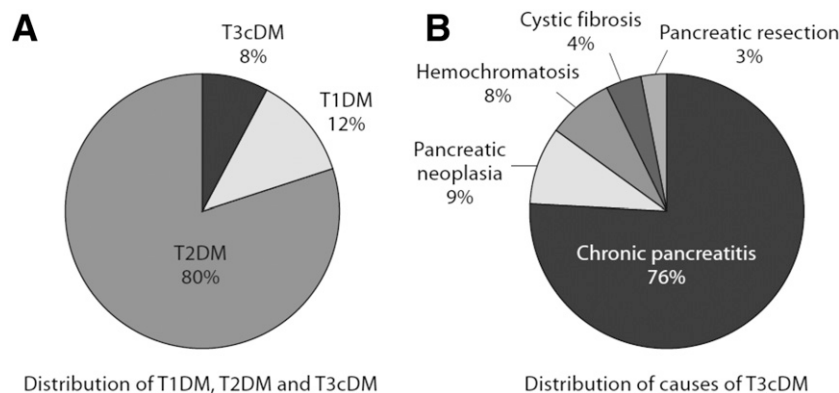 A
T3cDM
8%
T1DM
12%
T2DM
80%
Distribution of T1DM, T2DM and T3cDM
B
Cystic fibrosis
4%
Pancreatic resection
3%
Hemochromatosis
8%
Pancreatic
neoplasia
9%
Chronic pancreatitis
76%
Distribution of causes of T3cDM